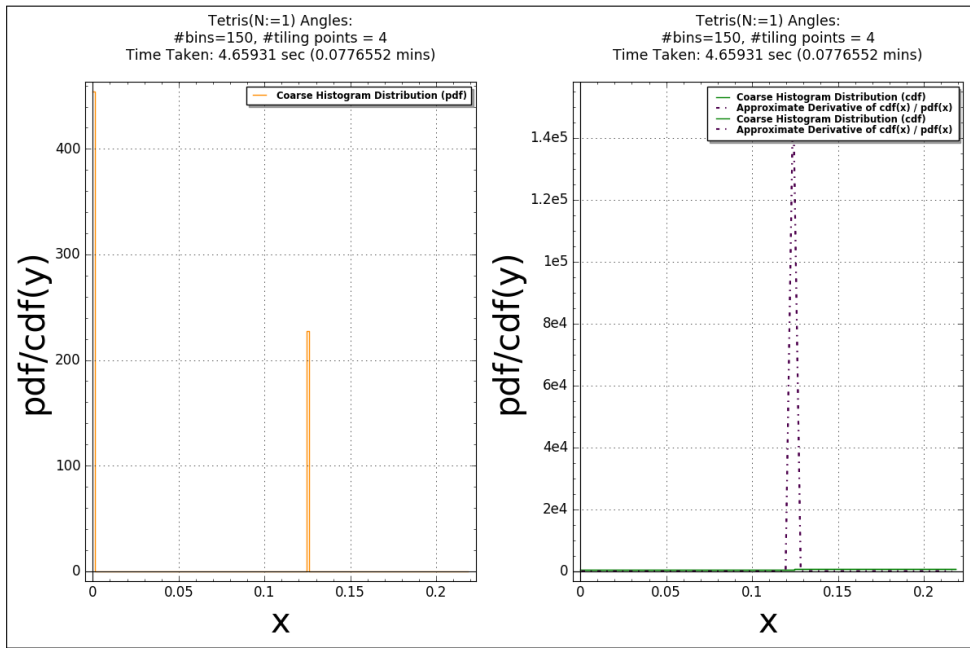 Tetris(N:=1) Angles:
#bins=150, #tiling points = 4
Time Taken: 4.65931 sec (0.0776552 mins)
Coarse Histogram Distribution (pdf)
400
300
200
100
0
pdf/cdf(y)
0
0.05
0.1
0.15
0.2
x
Tetris(N:=1) Angles:
#bins=150, #tiling points = 4
Time Taken: 4.65931 sec (0.0776552 mins)
Coarse Histogram Distribution (cdf)
Approximate Derivative of cdf(x) / pdf(x)
Coarse Histogram Distribution (cdf)
Approximate Derivative of cdf(x) / pdf(x)
1.4e5
1.2e5
1e5
8e4
6e4
4e4
2e4
0
pdf/cdf(y)
0
0.05
0.1
0.15
0.2
x